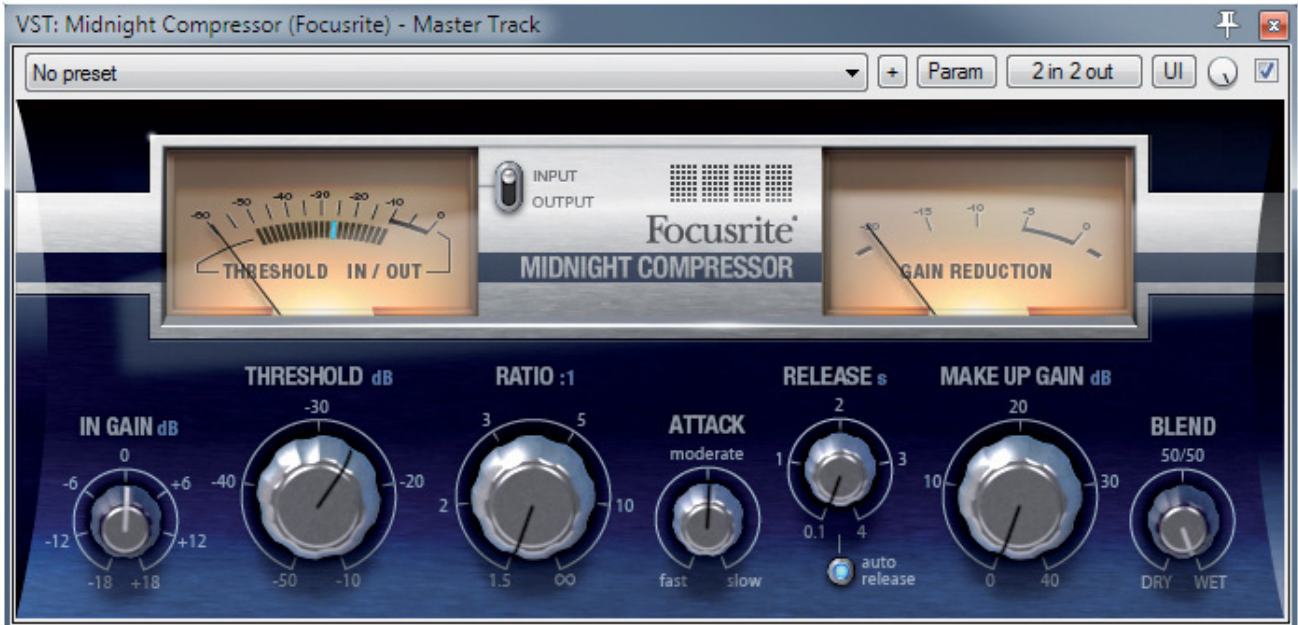 VST: Midnight Compressor (Focusrite) - Master Track
No preset
+
Param
2 in 2 out
UI
-60 -50 -40 -30 -20 -10 0
THRESHOLD IN / OUT
INPUT
OUTPUT
Focusrite
MIDNIGHT COMPRESSOR
-20 -15 -10 -5 0
GAIN REDUCTION
IN GAIN dB
0
-6 +6
-12 +12
-18 +18
THRESHOLD dB
-30
-40 -20
-50 -10
RATIO :1
3 5
2 10
1.5 ∞
ATTACK
moderate
fast slow
RELEASE s
2
1 3
0.1 4
auto
release
MAKE UP GAIN dB
20
10 30
0 40
BLEND
50/50
DRY WET